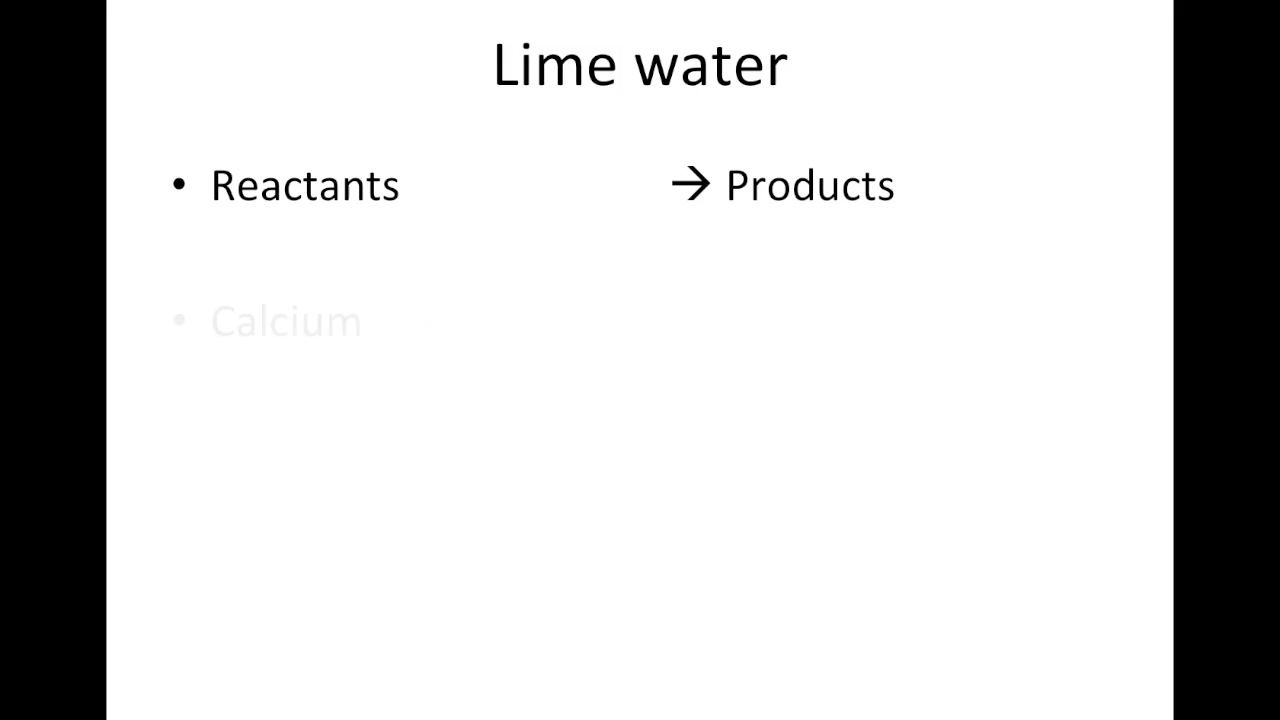 Lime water
• Reactants → Products
• Calcium